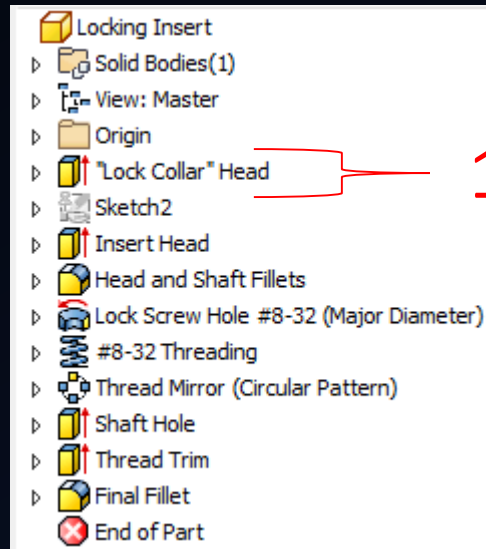 Locking Insert
Solid Bodies(1)
View: Master
Origin
"Lock Collar" Head
1
Sketch2
Insert Head
Head and Shaft Fillets
Lock Screw Hole #8-32 (Major Diameter)
#8-32 Threading
Thread Mirror (Circular Pattern)
Shaft Hole
Thread Trim
Final Fillet
End of Part